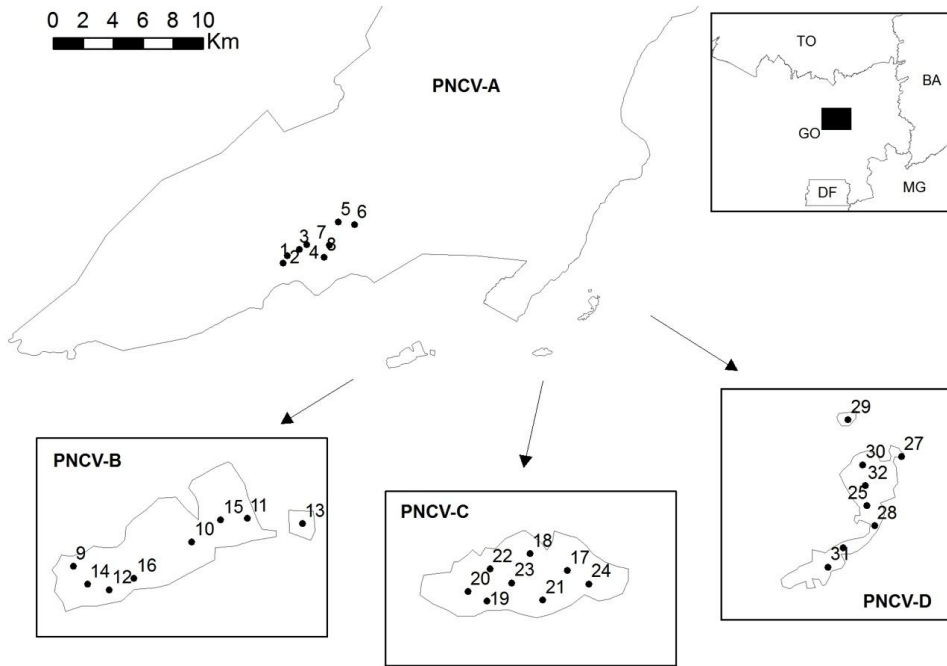 0 2 4 6 8 10
Km
PNCV-A
TO
BA
GO
DF
MG
5 6
3 7
1 2 4 8
PNCV-B
9
14 12 16
10 15 11 13
PNCV-C
18
22 23 17 24
20 19 21
29
30 27
32
25
28
31
PNCV-D